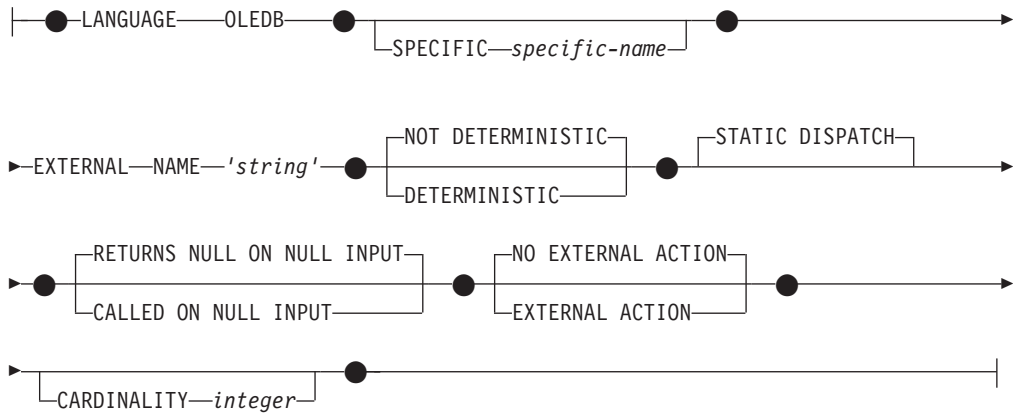 LANGUAGE OLEDB
SPECIFIC specific-name
NOT DETERMINISTIC STATIC DISPATCH
EXTERNAL NAME 'string'
DETERMINISTIC
RETURNS NULL ON NULL INPUT NO EXTERNAL ACTION
CALLED ON NULL INPUT EXTERNAL ACTION
CARDINALITY integer